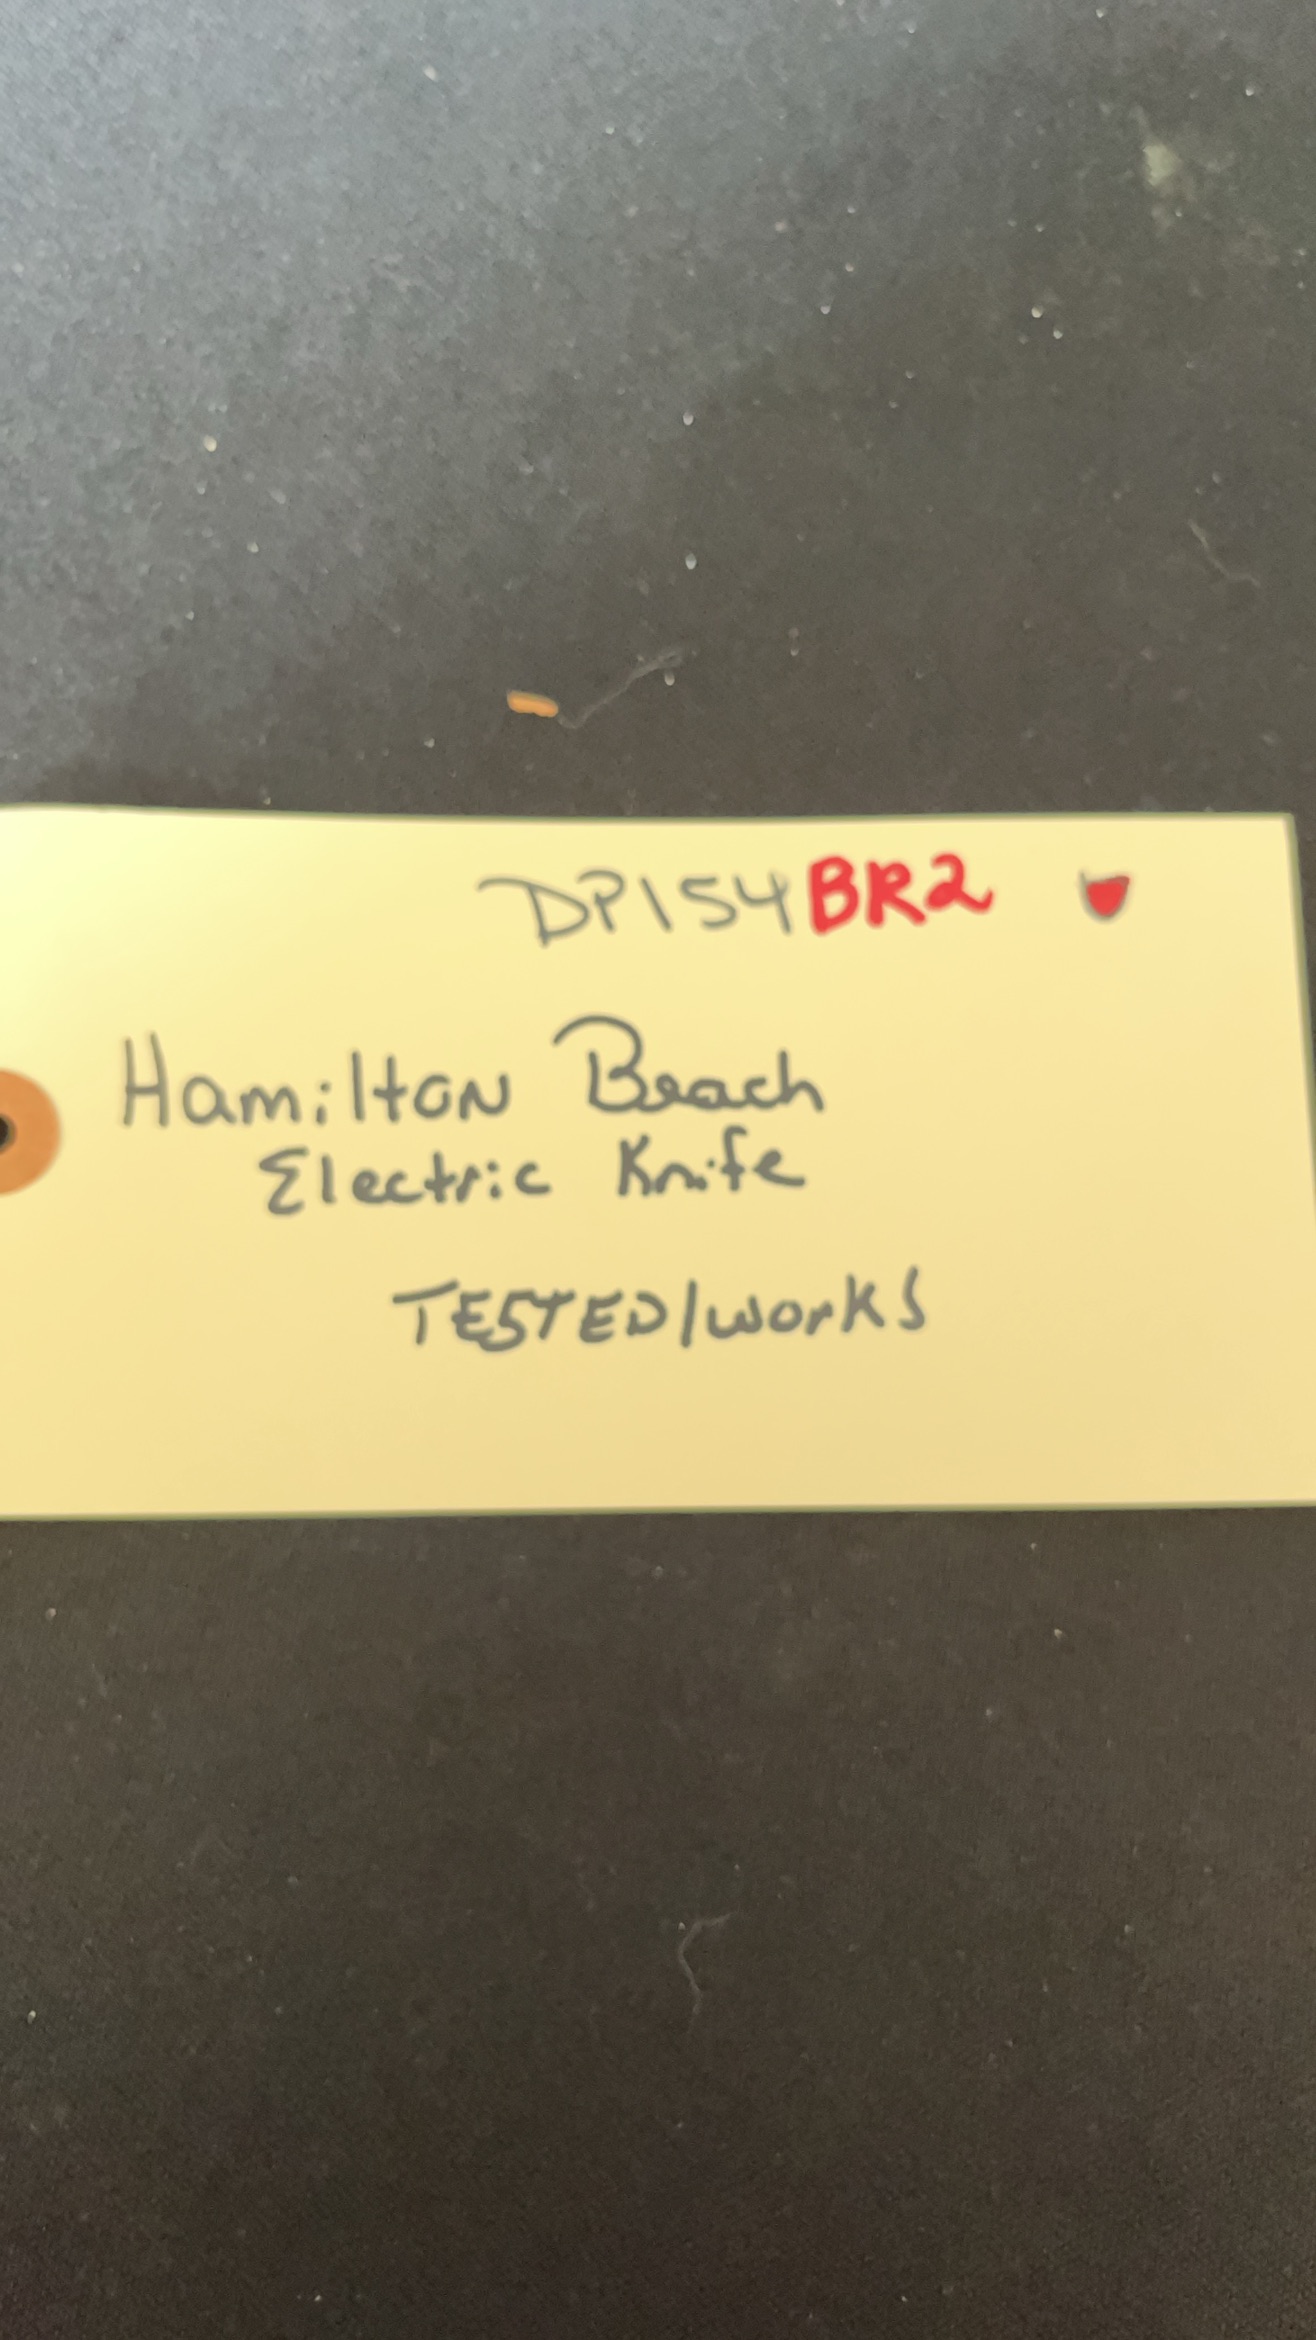 DP154BR2
Hamilton Beach
Electric Knife
TESTED/works